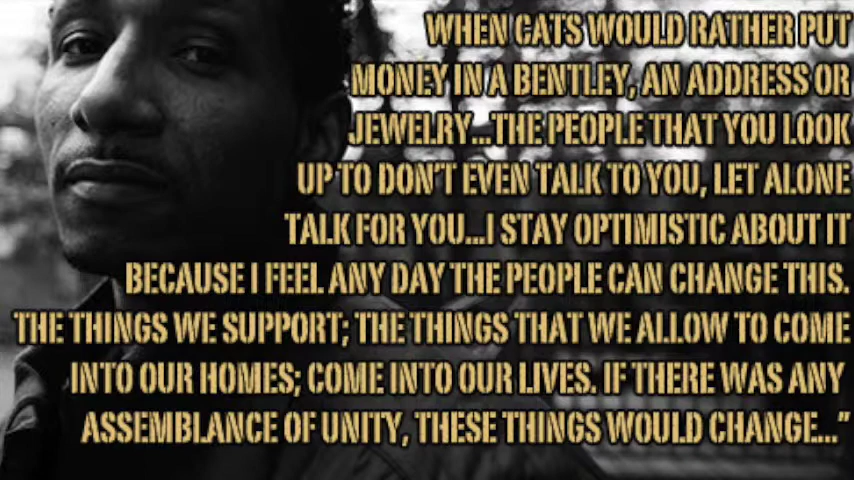 WHEN CATS WOULD RATHER PUT
MONEY IN A BENTLEY, AN ADDRESS OR
JEWELRY...THE PEOPLE THAT YOU LOOK
UP TO DON'T EVEN TALK TO YOU, LET ALONE
TALK FOR YOU...I STAY OPTIMISTIC ABOUT IT
BECAUSE I FEEL ANY DAY THE PEOPLE CAN CHANGE THIS.
THE THINGS WE SUPPORT; THE THINGS THAT WE ALLOW TO COME
INTO OUR HOMES; COME INTO OUR LIVES. IF THERE WAS ANY
ASSEMBLANCE OF UNITY, THESE THINGS WOULD CHANGE..."